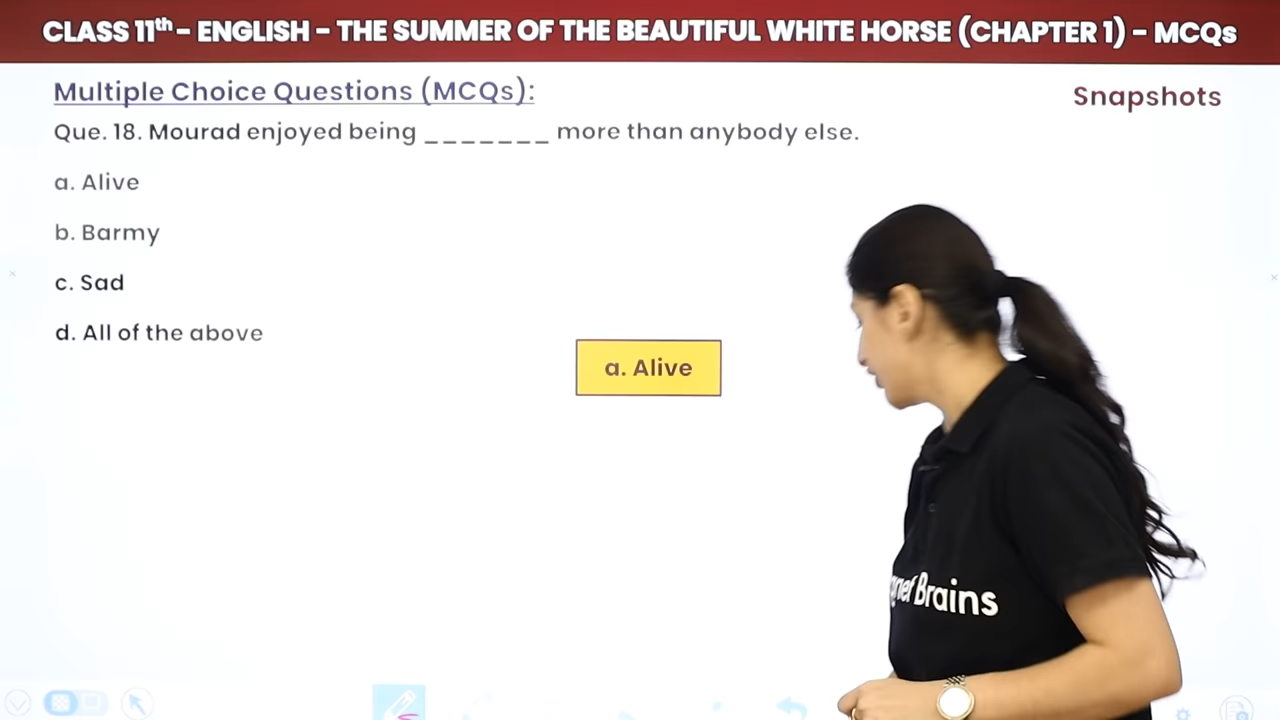 CLASS 11th - ENGLISH - THE SUMMER OF THE BEAUTIFUL WHITE HORSE (CHAPTER 1) - MCQs
Multiple Choice Questions (MCQs):
Snapshots
Que. 18. Mourad enjoyed being _______ more than anybody else.
a. Alive
b. Barmy
c. Sad
d. All of the above
a. Alive
Brains